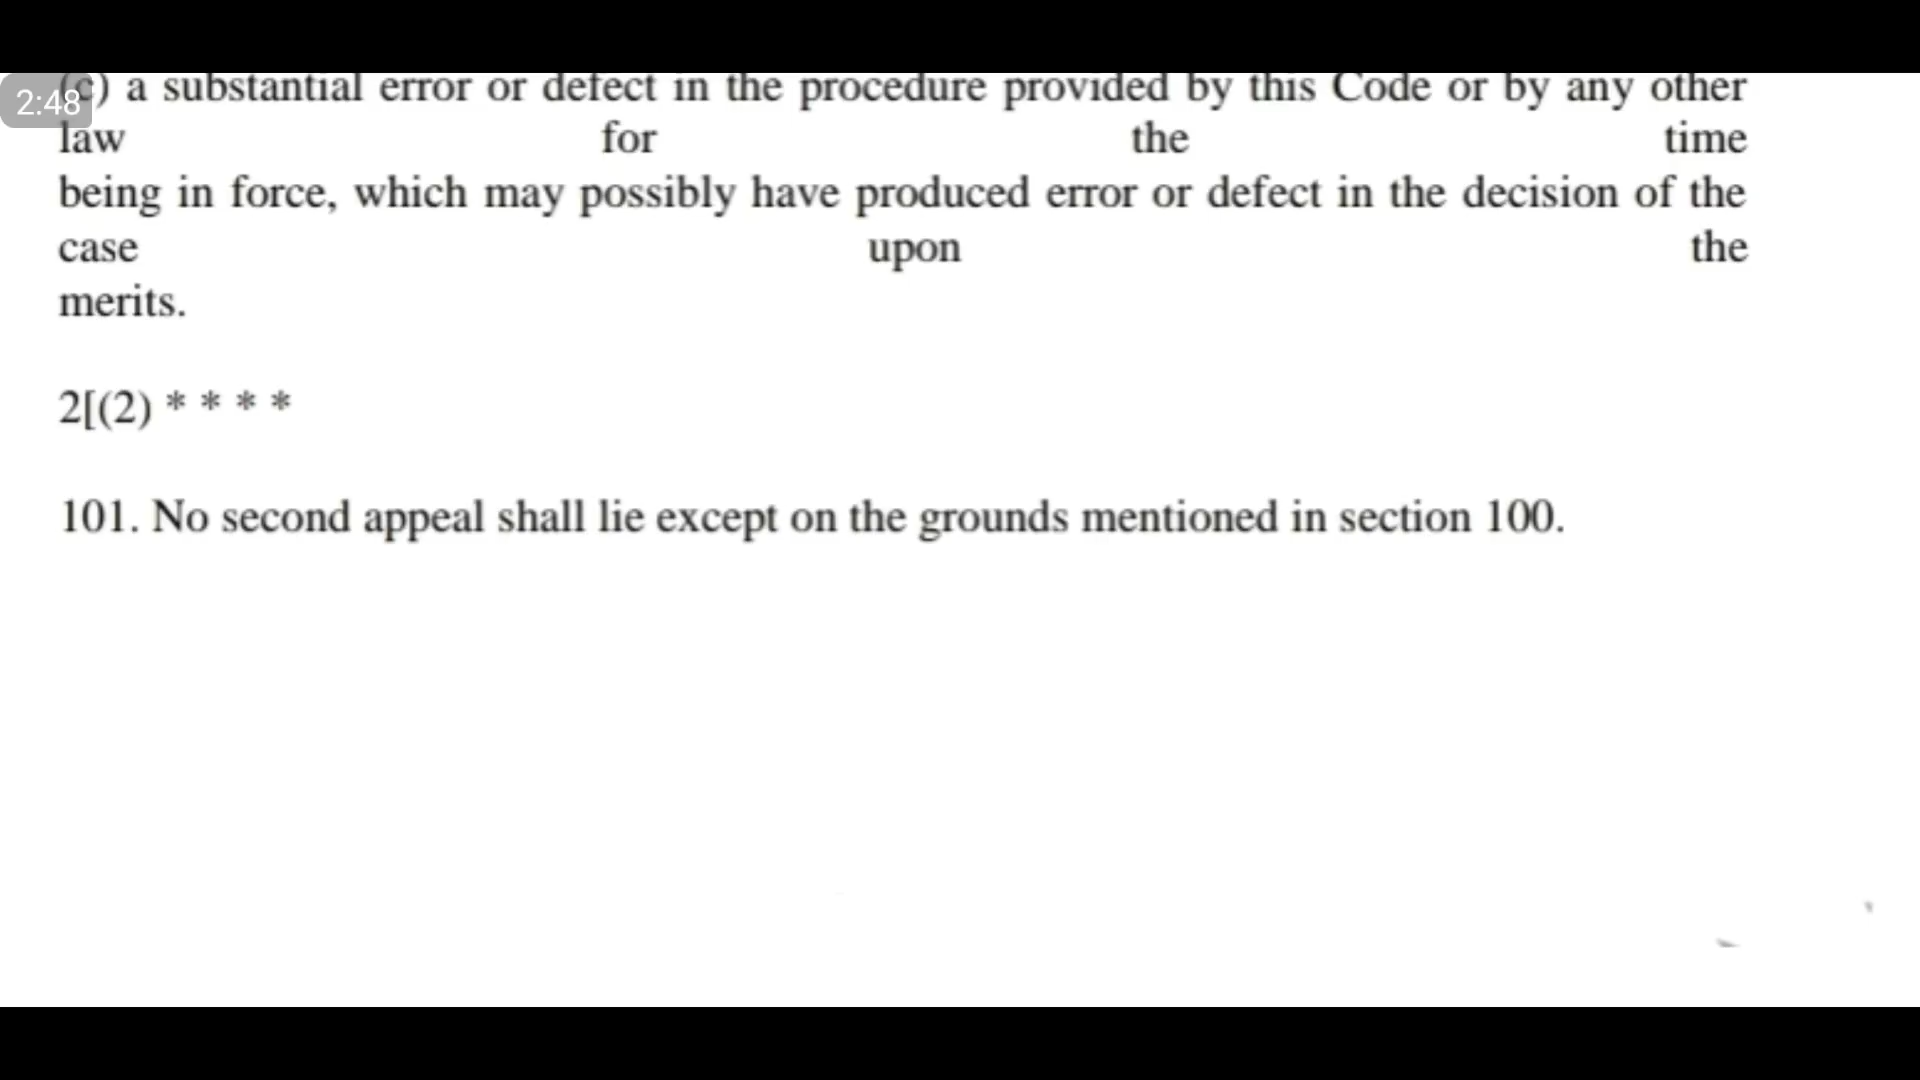 2:48
(c) a substantial error or defect in the procedure provided by this Code or by any other
law for the time
being in force, which may possibly have produced error or defect in the decision of the
case upon the
merits.
2[(2) * * * *
101. No second appeal shall lie except on the grounds mentioned in section 100.